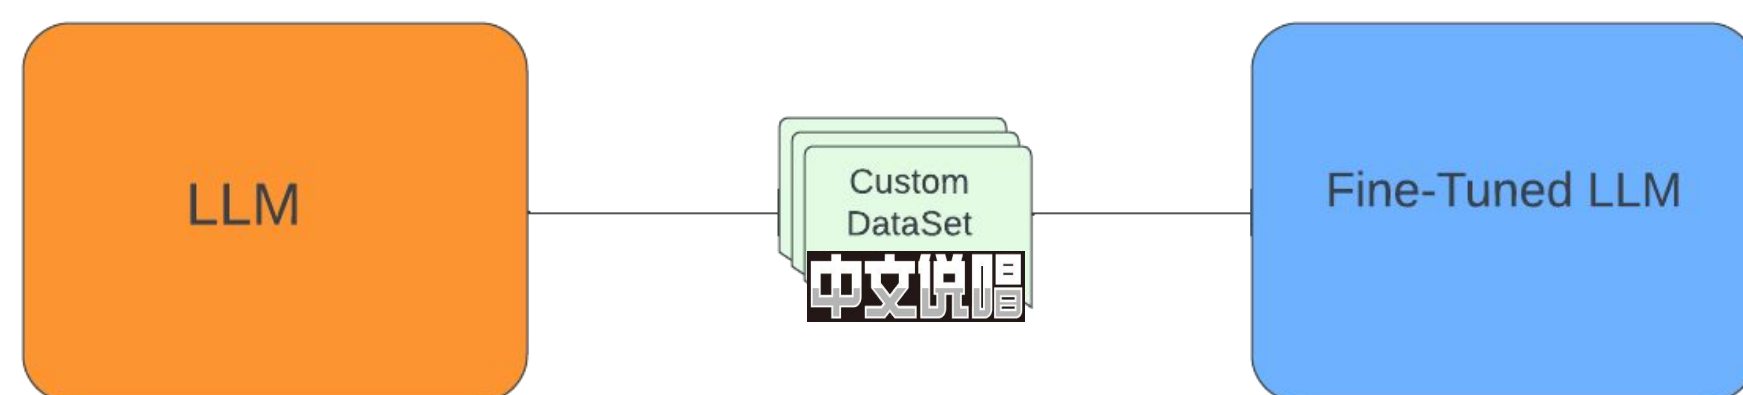 LLM
Custom
DataSet
中文说唱
Fine-Tuned LLM